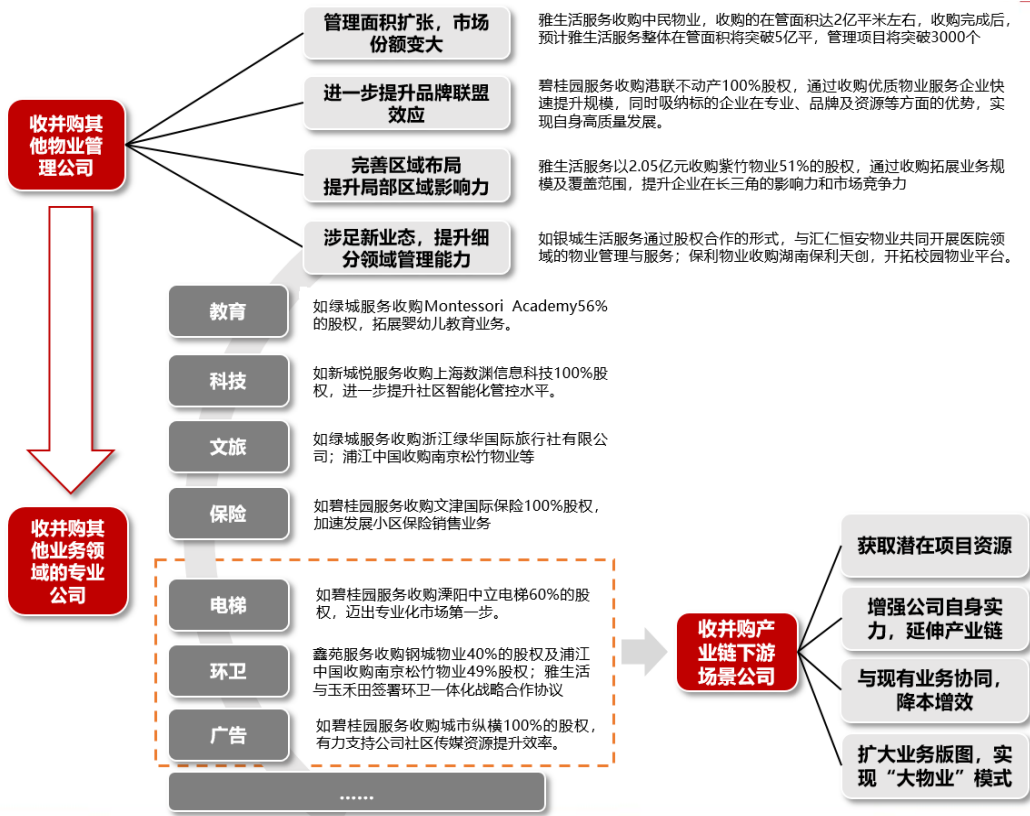 收并购其
他物业管
理公司
管理面积扩张，市场
份额变大
雅生活服务收购中民物业，收购的在管面积达2亿平米左右，收购完成后，
预计雅生活服务整体在管面积将突破5亿平，管理项目将突破3000个
进一步提升品牌联盟
效应
碧桂园服务收购港联不动产100%股权，通过收购优质物业服务企业快
速提升规模，同时吸纳标的企业在专业、品牌及资源等方面的优势，实
现自身高质量发展。
完善区域布局
提升局部区域影响力
雅生活服务以2.05亿元收购紫竹物业51%的股权，通过收购拓展业务规
模及覆盖范围，提升企业在长三角的影响力和市场竞争力
涉足新业态，提升细
分领域管理能力
如银城生活服务通过股权合作的形式，与汇仁恒安物业共同开展医院领
域的物业管理与服务；保利物业收购湖南保利天创，开拓校园物业平台。
收并购其
他业务领
域的专业
公司
教育
如绿城服务收购Montessori Academy56%
的股权，拓展婴幼儿教育业务。
科技
如新城悦服务收购上海数渊信息科技100%股
权，进一步提升社区智能化管控水平。
文旅
如绿城服务收购浙江绿华国际旅行社有限公
司；浦江中国收购南京松竹物业等
保险
如碧桂园服务收购文津国际保险100%股权，
加速发展小区保险销售业务
电梯
如碧桂园服务收购溧阳中立电梯60%的股
权，迈出专业化市场第一步。
环卫
鑫苑服务收购钢城物业40%的股权及浦江
中国收购南京松竹物业49%股权；雅生活
与玉禾田签署环卫一体化战略合作协议
广告
如碧桂园服务收购城市纵横100%的股权，
有力支持公司社区传媒资源提升效率。
……
收并购产
业链下游
场景公司
获取潜在项目资源
增强公司自身实
力，延伸产业链
与现有业务协同，
降本增效
扩大业务版图，实
现“大物业”模式